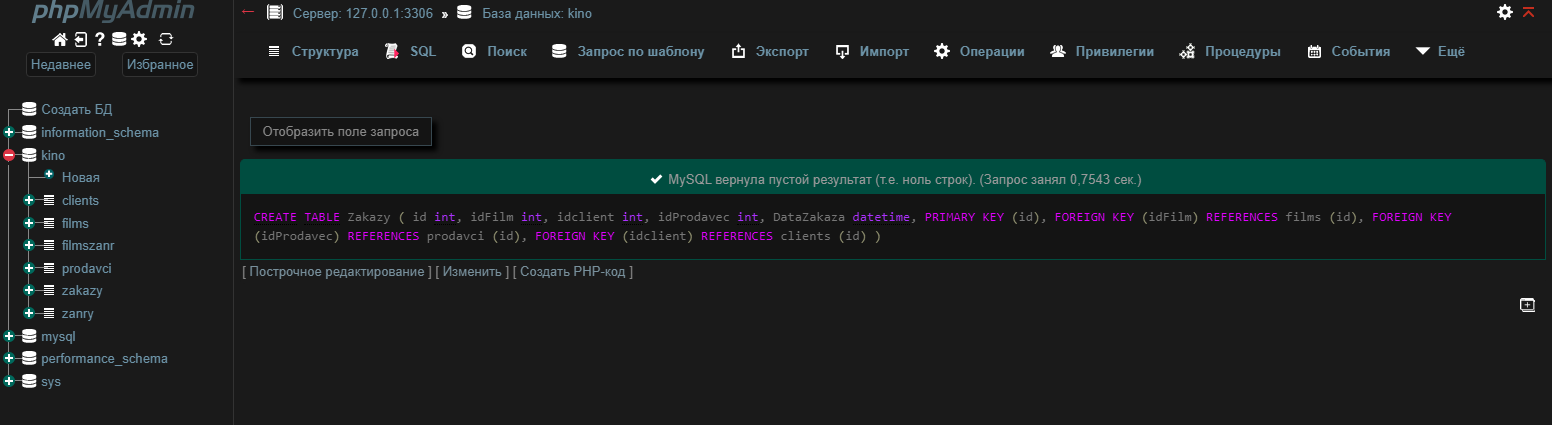 phpMyAdmin
Недавнее Избранное
Создать БД
information_schema
kino
Новая
clients
films
filmszanr
prodavci
zakazy
zanry
mysql
performance_schema
sys
Сервер: 127.0.0.1:3306 » База данных: kino
Структура SQL Поиск Запрос по шаблону Экспорт Импорт Операции Привилегии Процедуры События Ещё
Отобразить поле запроса
MySQL вернула пустой результат (т.е. ноль строк). (Запрос занял 0,7543 сек.)
CREATE TABLE Zakazy ( id int, idFilm int, idclient int, idProdavec int, DataZakaza datetime, PRIMARY KEY (id), FOREIGN KEY (idFilm) REFERENCES films (id), FOREIGN KEY
(idProdavec) REFERENCES prodavci (id), FOREIGN KEY (idclient) REFERENCES clients (id) )
[ Построчное редактирование ] [ Изменить ] [ Создать PHP-код ]